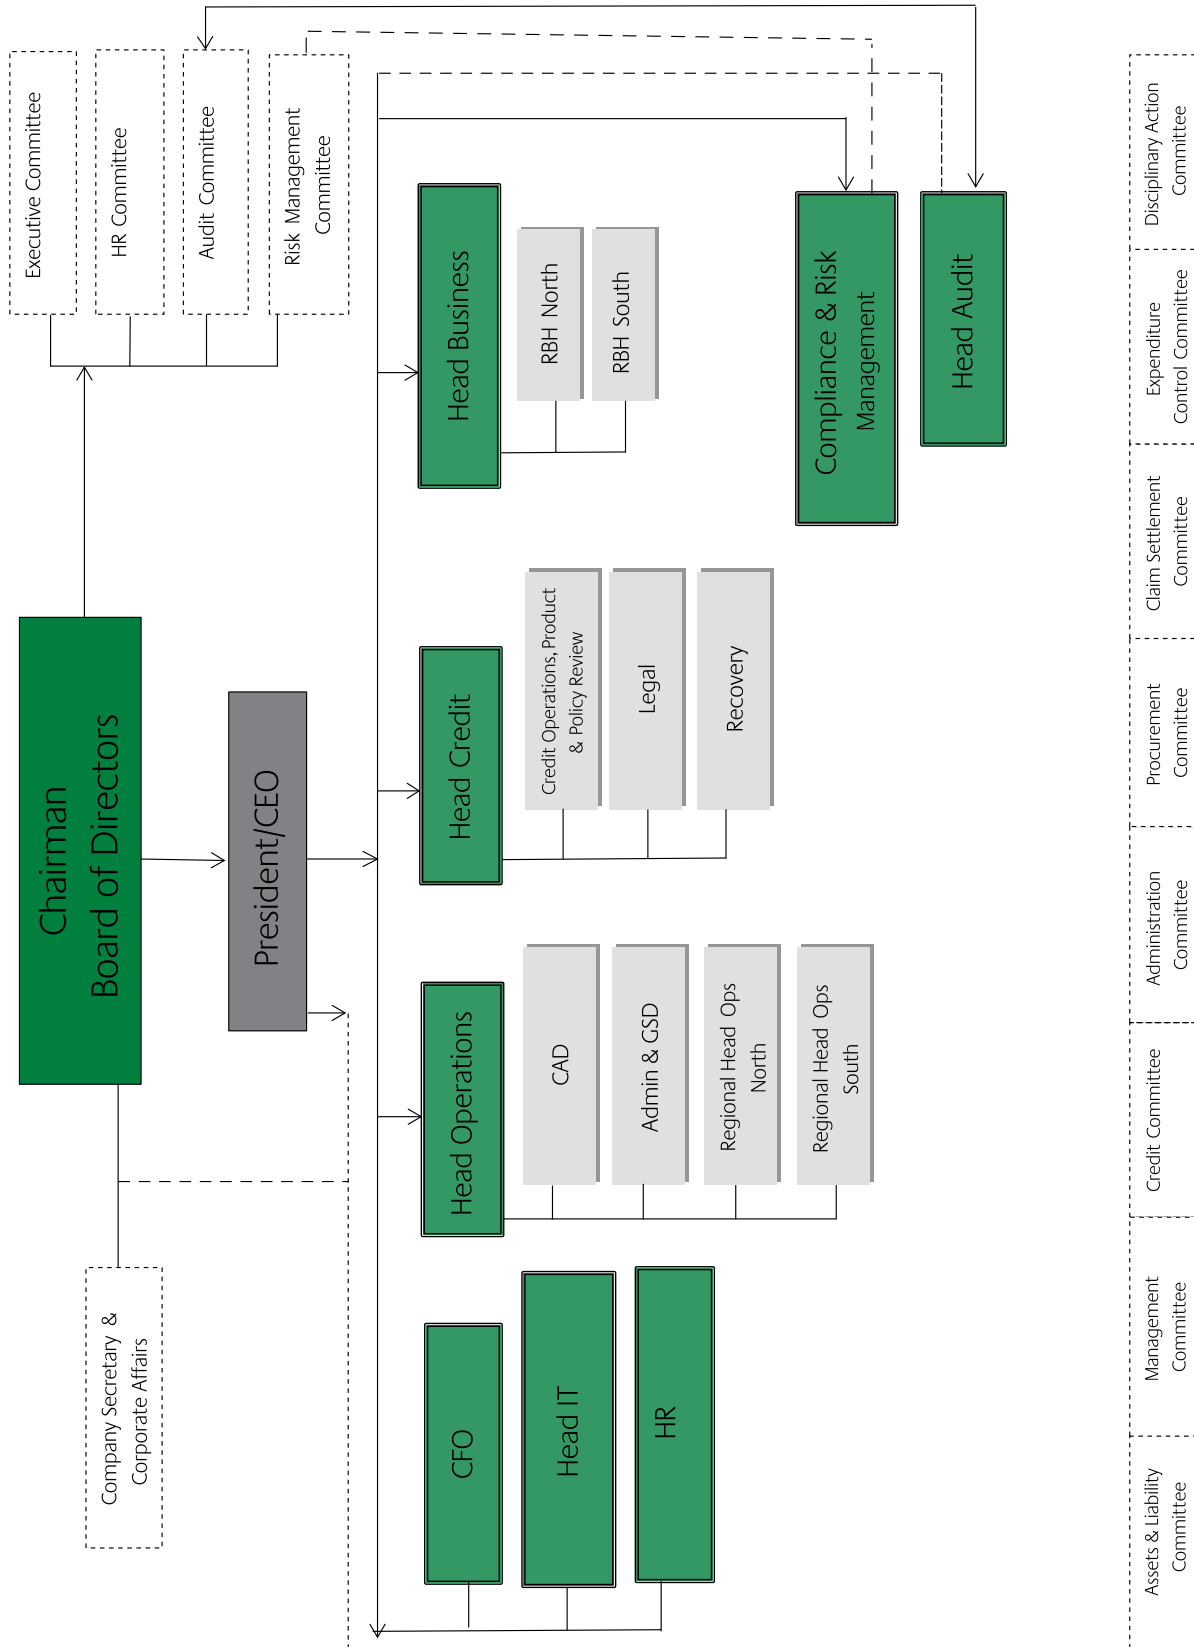 Chairman
Board of Directors
Executive Committee
HR Committee
Audit Committee
Risk Management
Committee
Company Secretary &
Corporate Affairs
President/CEO
CFO
Head IT
HR
Head Operations
CAD
Admin & GSD
Regional Head Ops
North
Regional Head Ops
South
Head Credit
Credit Operations, Product
& Policy Review
Legal
Recovery
Head Business
RBH North
RBH South
Compliance & Risk
Management
Head Audit
Assets & Liability
Committee
Management
Committee
Credit Committee
Administration
Committee
Procurement
Committee
Claim Settlement
Committee
Expenditure
Control Committee
Disciplinary Action
Committee